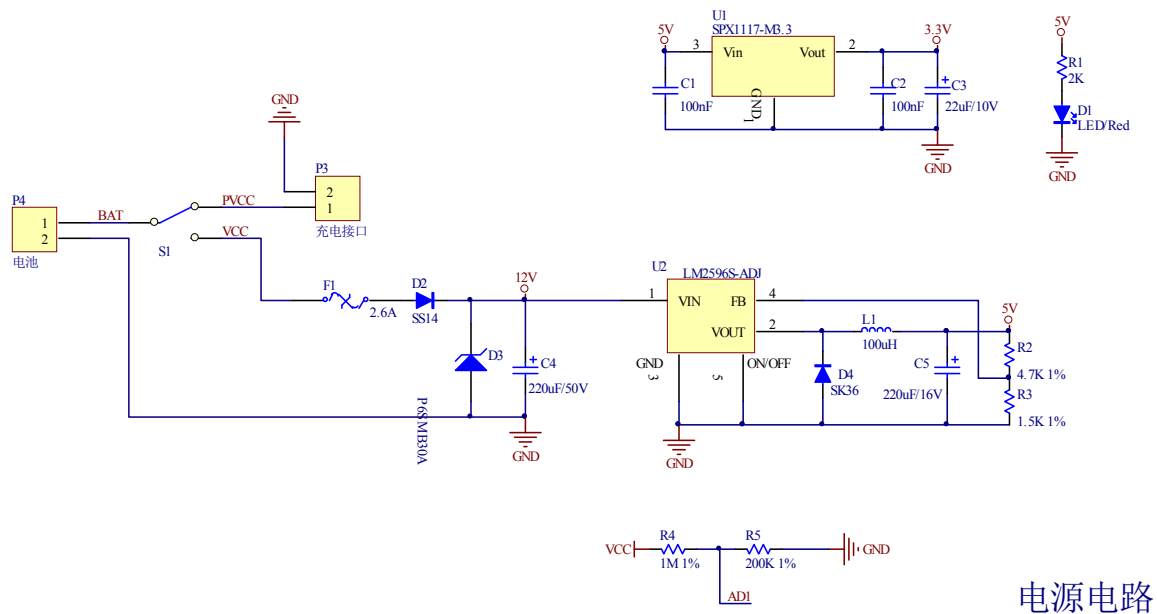 U1
SPX1117-M3.3
5V
3
Vin
Vout
2
3.3V
GND
1
C1
100nF
C2
100nF
C3
22uF/10V
GND
5V
R1
2K
D1
LED/Red
GND
GND
P3
2
1
充电接口
P4
1
2
电池
BAT
PVCC
VCC
S1
F1
2.6A
D2
SS14
12V
D3
P6SMB30A
C4
220uF/50V
GND
U2
LM2596S-ADJ
1
VIN
FB
4
VOUT
2
GND
3
5
ON/OFF
GND
L1
100uH
D4
SK36
C5
220uF/16V
5V
R2
4.7K 1%
R3
1.5K 1%
VCC
R4
1M 1%
R5
200K 1%
GND
AD1
电源电路